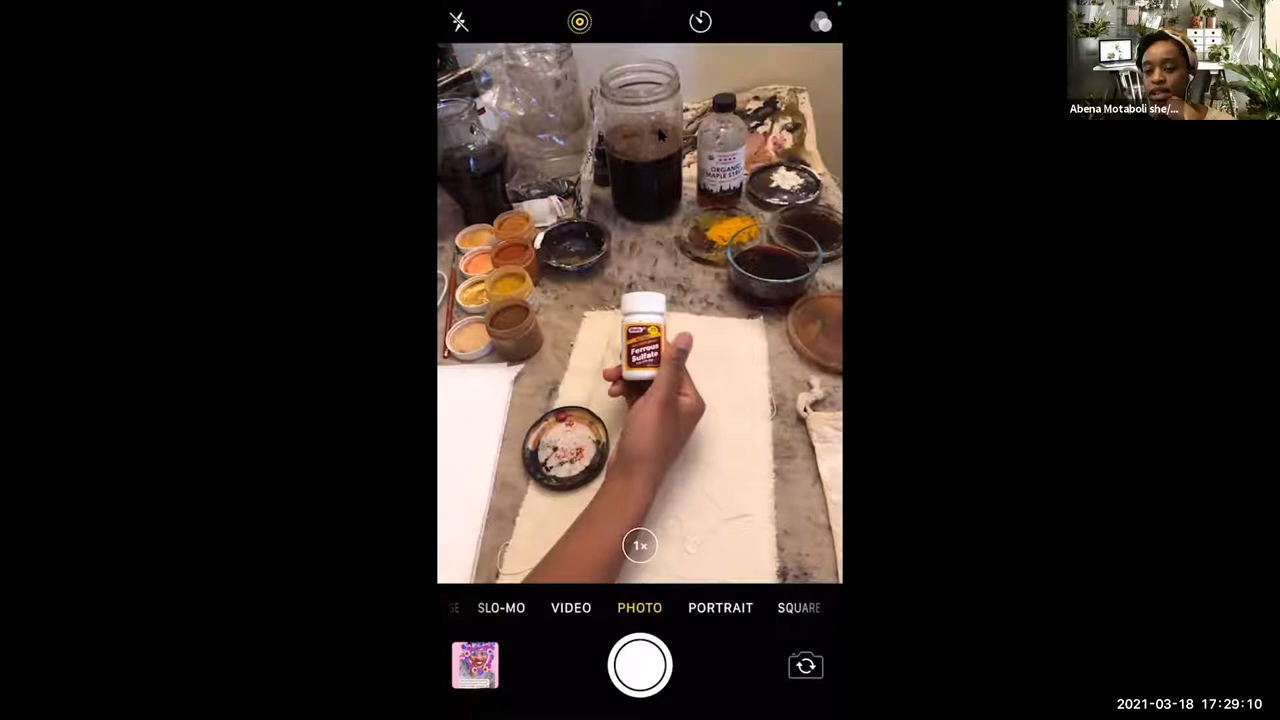 Abena Motaboli she/...
ORGANIC
MAPLE SYRUP
Ferrous
Sulfate
1×
SLO-MO VIDEO PHOTO PORTRAIT SQUARE
2021-03-18 17:29:10